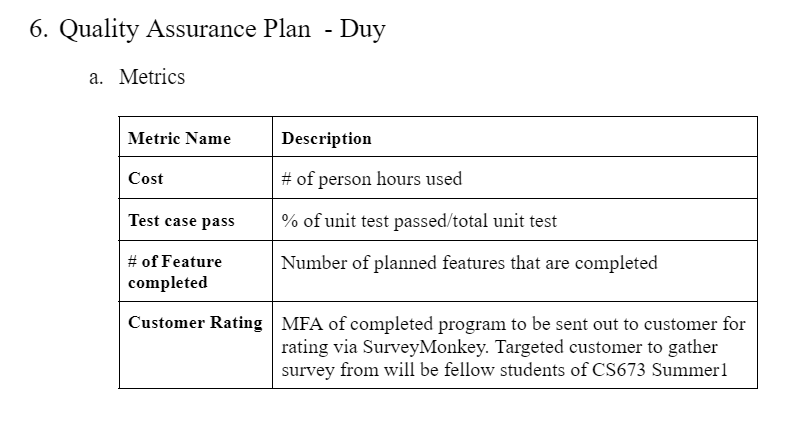 6. Quality Assurance Plan - Duy
a. Metrics
Metric Name Description
Cost # of person hours used
Test case pass % of unit test passed/total unit test
# of Feature Number of planned features that are completed
completed
Customer Rating MFA of completed program to be sent out to customer for
rating via SurveyMonkey. Targeted customer to gather
survey from will be fellow students of CS673 Summer1